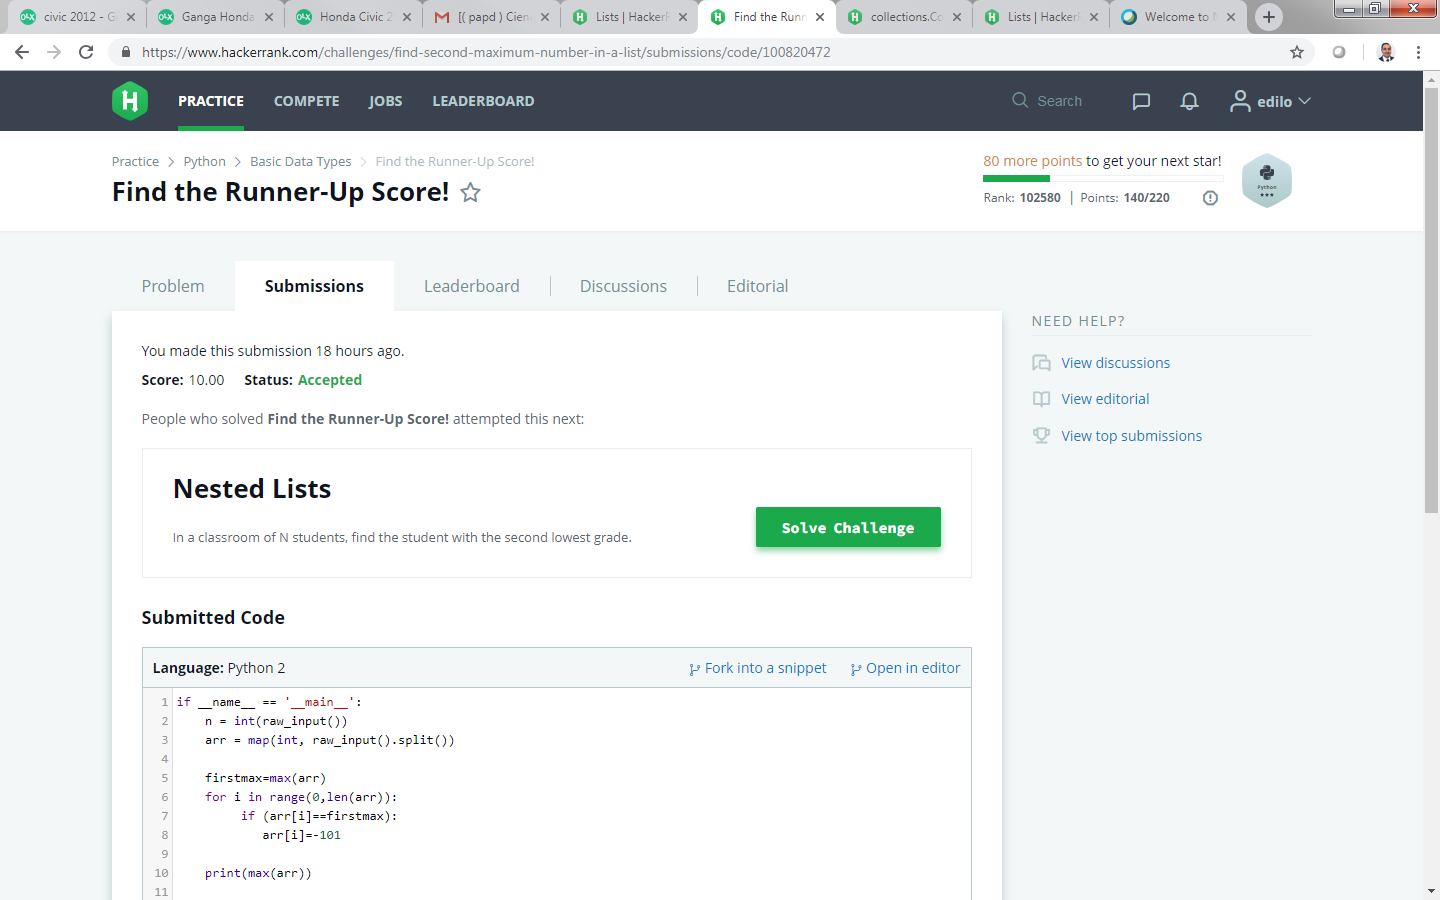 civic 2012 - G
Ganga Honda
Honda Civic 2
[( papd ) Cien
Lists | Hacker
Find the Runn
collections.Co
Lists | Hacker
Welcome to
https://www.hackerrank.com/challenges/find-second-maximum-number-in-a-list/submissions/code/100820472
PRACTICE COMPETE JOBS LEADERBOARD Search edilo
Practice > Python > Basic Data Types > Find the Runner-Up Score!
Find the Runner-Up Score!
80 more points to get your next star!
Rank: 102580 | Points: 140/220
Python
Problem Submissions Leaderboard Discussions Editorial
You made this submission 18 hours ago.
Score: 10.00 Status: Accepted
People who solved Find the Runner-Up Score! attempted this next:
Nested Lists
In a classroom of N students, find the student with the second lowest grade.
Solve Challenge
NEED HELP?
View discussions
View editorial
View top submissions
Submitted Code
Language: Python 2 Fork into a snippet Open in editor
1 if __name__ == '__main__':
2     n = int(raw_input())
3     arr = map(int, raw_input().split())
4
5     firstmax=max(arr)
6     for i in range(0,len(arr)):
7          if (arr[i]==firstmax):
8             arr[i]=-101
9
10     print(max(arr))
11